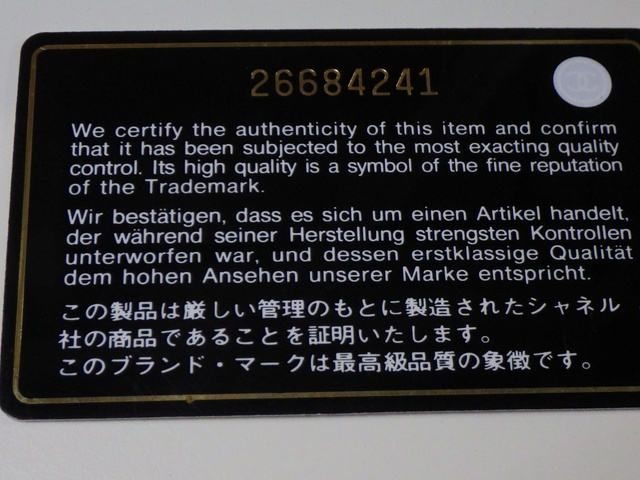 26684241
We certify the authenticity of this item and confirm
that it has been subjected to the most exacting quality
control. Its high quality is a symbol of the fine reputation
of the Trademark.
Wir bestätigen, dass es sich um einen Artikel handelt,
der während seiner Herstellung strengsten Kontrollen
unterworfen war, und dessen erstklassige Qualität
dem hohen Ansehen unserer Marke entspricht.
この製品は厳しい管理のもとに製造されたシャネル
社の商品であることを証明いたします。
このブランド・マークは最高級品質の象徴です。